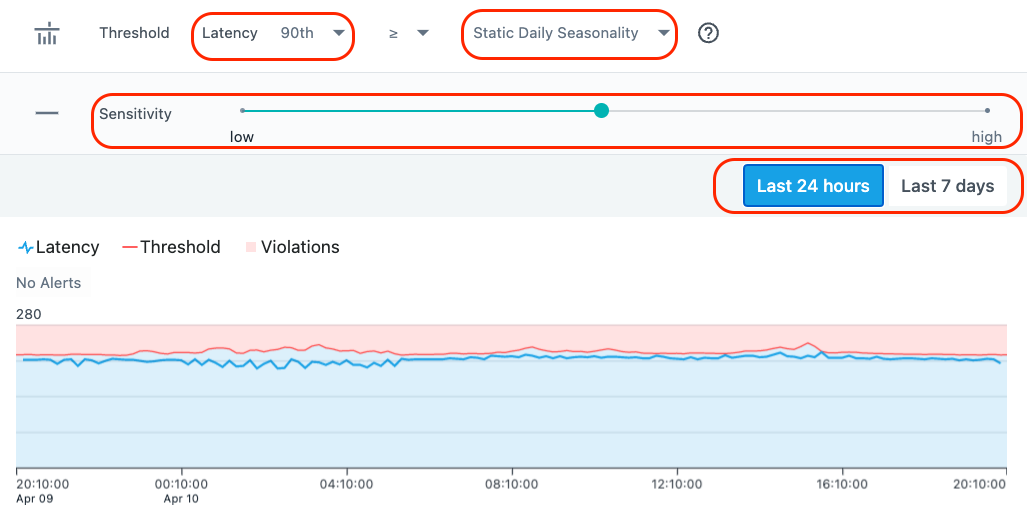 Threshold Latency 90th ≥ Static Daily Seasonality ?
Sensitivity
low high
Last 24 hours Last 7 days
Latency Threshold Violations
No Alerts
280
20:10:00 00:10:00 04:10:00 08:10:00 12:10:00 16:10:00 20:10:00
Apr 09 Apr 10